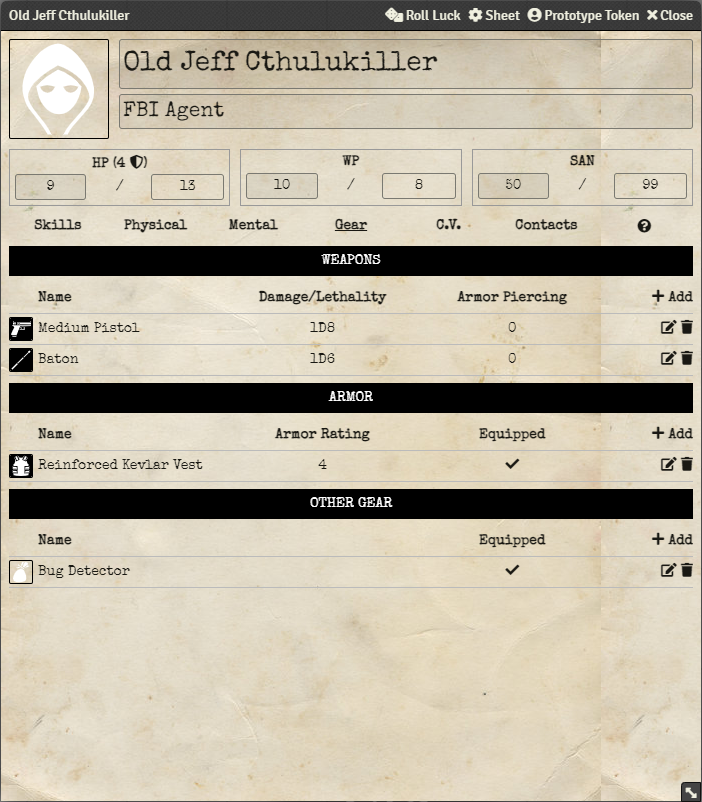 Old Jeff Cthulukiller Roll Luck Sheet Prototype Token Close
Old Jeff Cthulukiller
FBI Agent
HP (4 ) WP SAN
9 / 13 10 / 8 50 / 99
Skills Physical Mental Gear C.V. Contacts
WEAPONS
Name Damage/Lethality Armor Piercing + Add
Medium Pistol 1D8 0
Baton 1D6 0
ARMOR
Name Armor Rating Equipped + Add
Reinforced Kevlar Vest 4
OTHER GEAR
Name Equipped + Add
Bug Detector